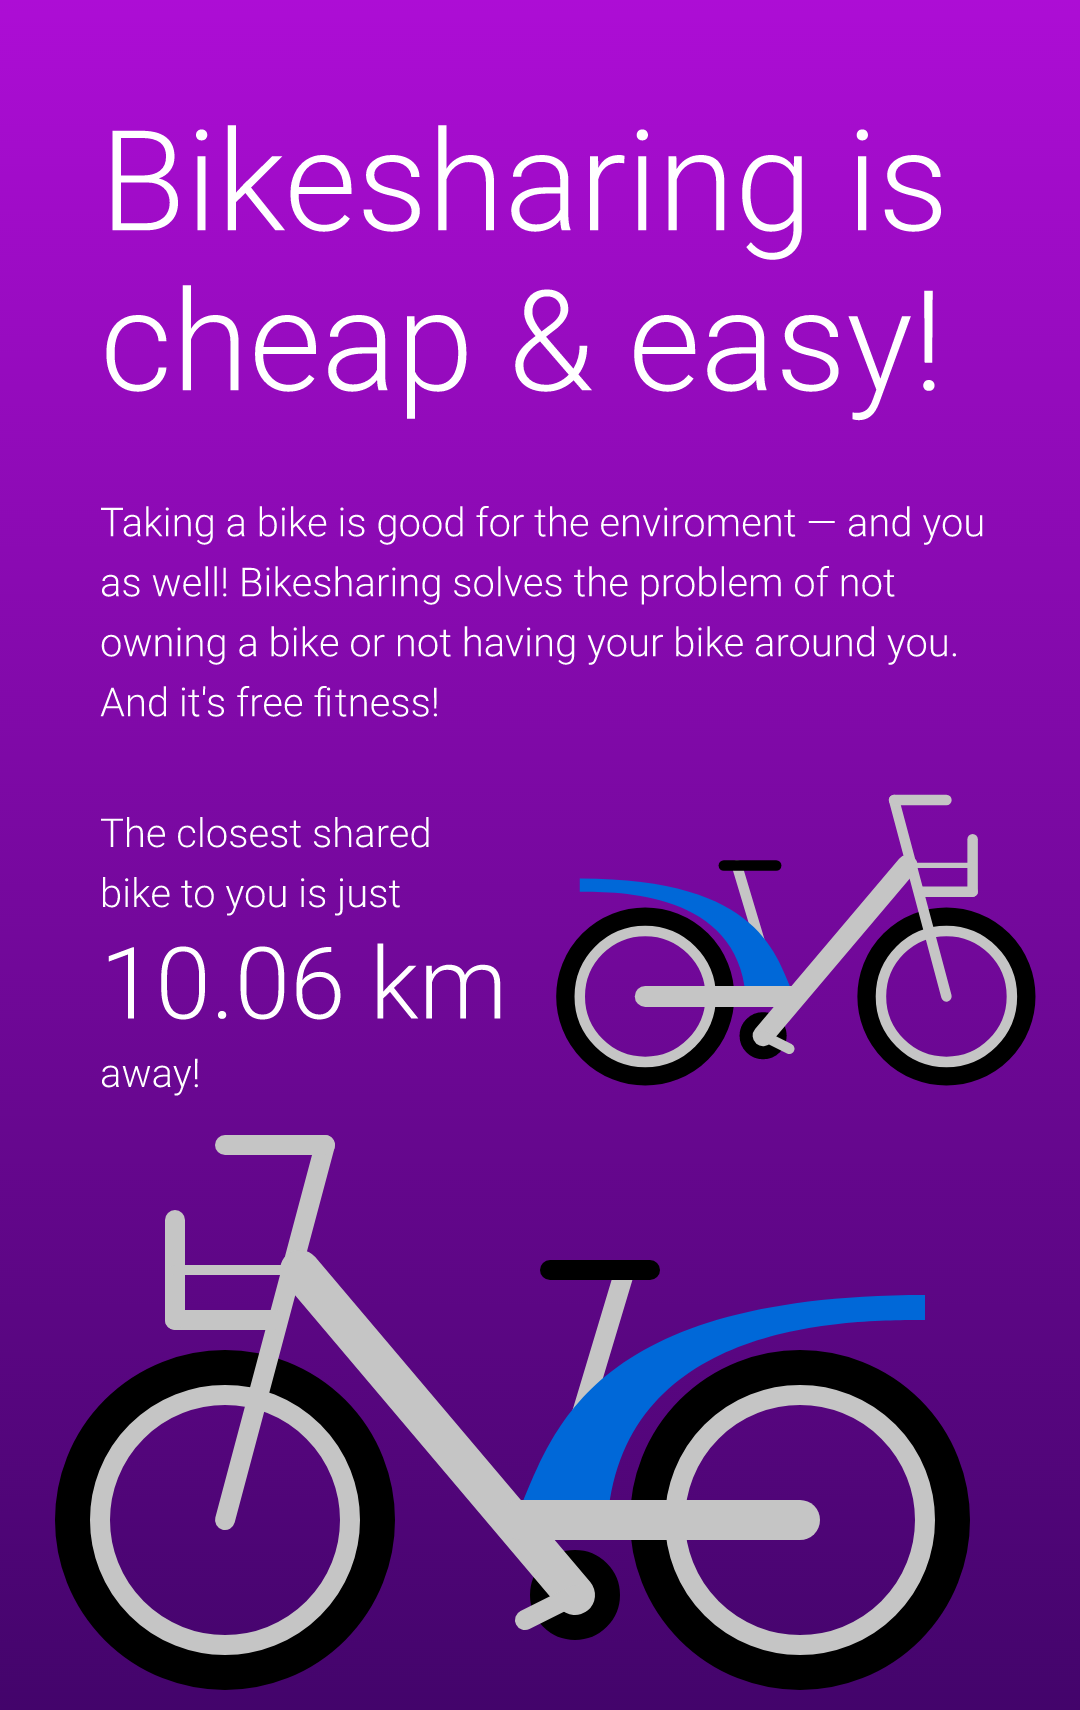 Bikesharing is
cheap & easy!
Taking a bike is good for the enviroment — and you
as well! Bikesharing solves the problem of not
owning a bike or not having your bike around you.
And it's free fitness!
The closest shared
bike to you is just
10.06 km
away!